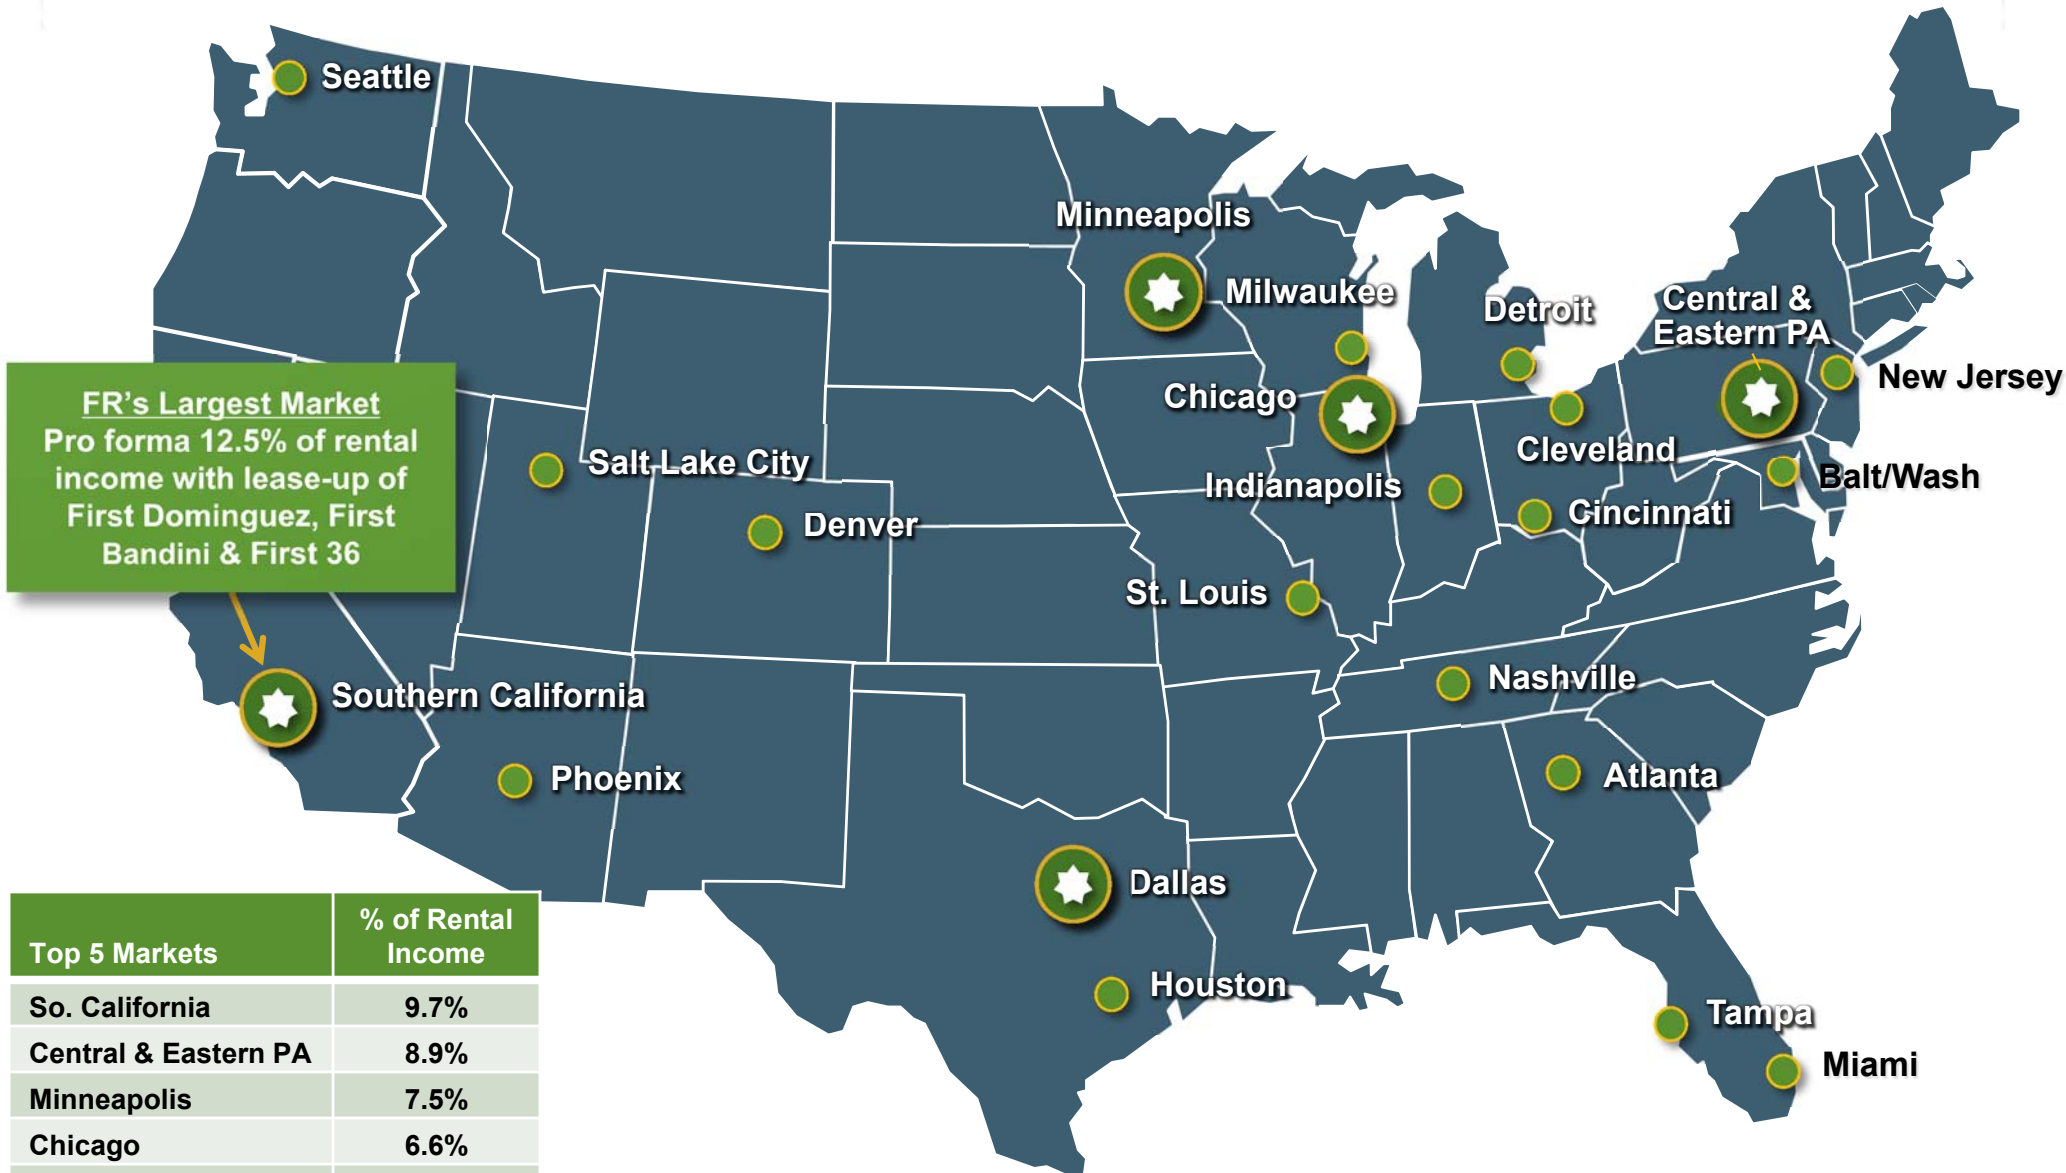 Seattle
Minneapolis
Milwaukee
Detroit
Central &
Eastern PA
New Jersey
FR's Largest Market
Pro forma 12.5% of rental
income with lease-up of
First Dominguez, First
Bandini & First 36
Chicago
Cleveland
Salt Lake City
Indianapolis
Balt/Wash
Denver
Cincinnati
St. Louis
Nashville
Southern California
Phoenix
Atlanta
Dallas
Houston
Tampa
Miami
Top 5 Markets
% of Rental
Income
So. California
9.7%
Central & Eastern PA
8.9%
Minneapolis
7.5%
Chicago
6.6%